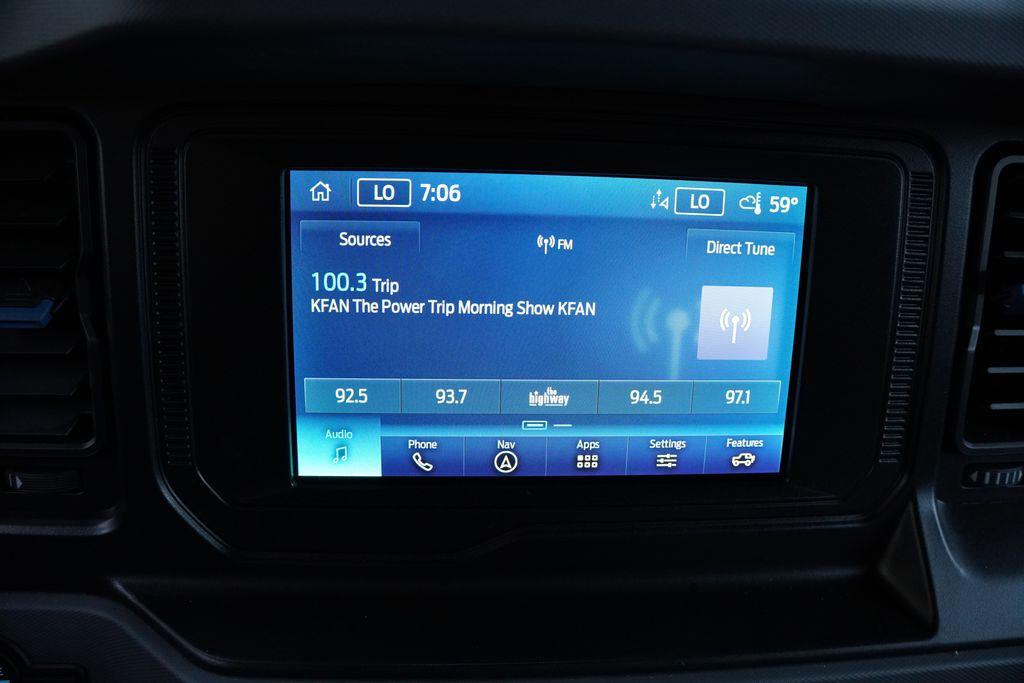 LO 7:06 LO 59°
Sources FM Direct Tune
100.3 Trip
KFAN The Power Trip Morning Show KFAN
92.5 93.7 the highway 94.5 97.1
Audio Phone Nav Apps Settings Features